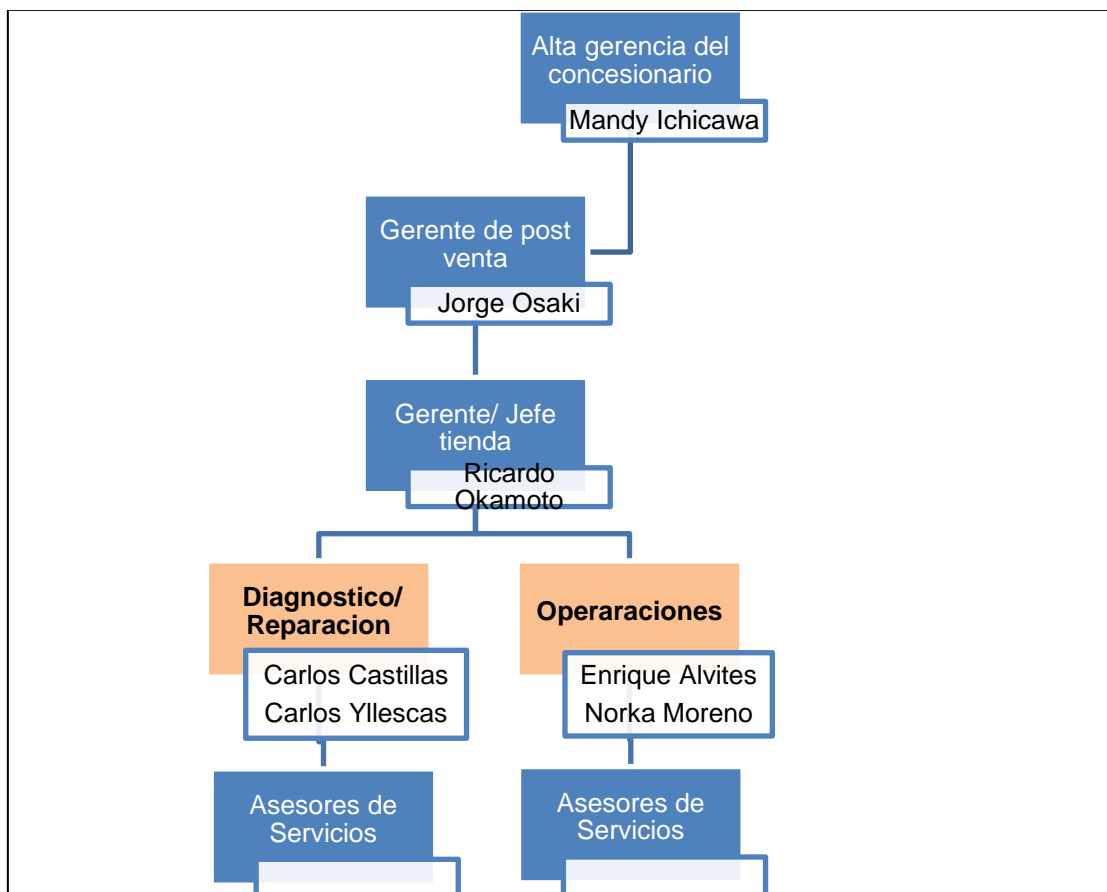 Alta gerencia del
concesionario
Mandy Ichicawa
Gerente de post
venta
Jorge Osaki
Gerente/ Jefe
tienda
Ricardo
Okamoto
Diagnostico/
Reparacion
Carlos Castillas
Carlos Yllescas
Operaraciones
Enrique Alvites
Norka Moreno
Asesores de
Servicios
Asesores de
Servicios